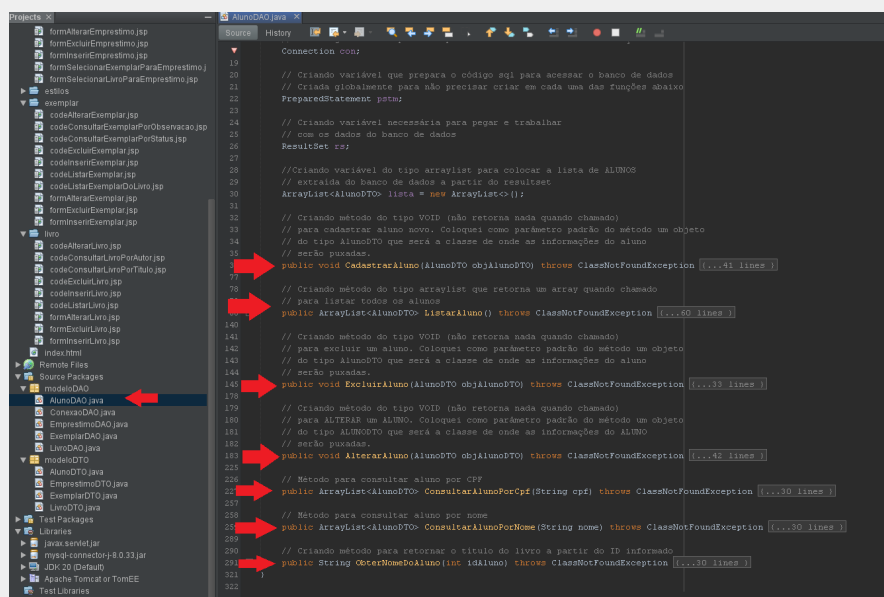 Projects ×
formAlterarEmprestimo.jsp
formExcluirEmprestimo.jsp
formInserirEmprestimo.jsp
formSelecionarExemplarParaEmprestimo.j
formSelecionarLivroParaEmprestimo.jsp
estilos
exemplar
codeAlterarExemplar.jsp
codeConsultarExemplarPorObservacao.jsp
codeConsultarExemplarPorStatus.jsp
codeExcluirExemplar.jsp
codeInserirExemplar.jsp
codeListarExemplar.jsp
codeListarExemplarDoLivro.jsp
formAlterarExemplar.jsp
formExcluirExemplar.jsp
formInserirExemplar.jsp
livro
codeAlterarLivro.jsp
codeConsultarLivroPorAutor.jsp
codeConsultarLivroPorTitulo.jsp
codeExcluirLivro.jsp
codeInserirLivro.jsp
codeListarLivro.jsp
formAlterarLivro.jsp
formExcluirLivro.jsp
formInserirLivro.jsp
index.html
Remote Files
Source Packages
modeloDAO
AlunoDAO.java
ConexaoDAO.java
EmprestimoDAO.java
ExemplarDAO.java
LivroDAO.java
modeloDTO
AlunoDTO.java
EmprestimoDTO.java
ExemplarDTO.java
LivroDTO.java
Test Packages
Libraries
javax.servlet.jar
mysql-connector-j-8.0.33.jar
JDK 20 (Default)
Apache Tomcat or TomEE
Test Libraries
AlunoDAO.java ×
Source History
Connection con;
19
20 // Criando variável que prepara o código sql para acessar o banco de dados
21 // Criada globalmente para não precisar criar em cada uma das funções abaixo
22 PreparedStatement pstm;
23
24 // Criando variável necessária para pegar e trabalhar
25 // com os dados do banco de dados
26 ResultSet rs;
27
28 //Criando variável do tipo arraylist para colocar a lista de ALUNOS
29 // extraida do banco de dados a partir do resultset
30 ArrayList<AlunoDTO> lista = new ArrayList<>();
31
32 // Criando método do tipo VOID (não retorna nada quando chamado)
33 // para cadastrar aluno novo. Coloquei como parâmetro padrão do método um objeto
34 // do tipo AlunoDTO que será a classe de onde as informações do aluno
35 // serão puxadas.
public void CadastrarAluno(AlunoDTO objAlunoDTO) throws ClassNotFoundException {...41 lines }
77
78 // Criando método do tipo arraylist que retorna um array quando chamado
// para listar todos os alunos
public ArrayList<AlunoDTO> ListarAluno() throws ClassNotFoundException {...60 lines }
140
141 // Criando método do tipo VOID (não retorna nada quando chamado)
142 // para excluir um aluno. Coloquei como parâmetro padrão do método um objeto
143 // do tipo AlunoDTO que será a classe de onde as informações do aluno
144 // serão puxadas.
145 public void ExcluirAluno(AlunoDTO objAlunoDTO) throws ClassNotFoundException {...33 lines }
178
179 // Criando método do tipo VOID (não retorna nada quando chamado)
180 // para ALTERAR um ALUNO. Coloquei como parâmetro padrão do método um objeto
181 // do tipo ALUNODTO que será a classe de onde as informações do ALUNO
182 // serão puxadas.
183 public void AlterarAluno(AlunoDTO objAlunoDTO) throws ClassNotFoundException {...42 lines }
225
226 // Método para consultar aluno por CPF
227 public ArrayList<AlunoDTO> ConsultarAlunoPorCpf(String cpf) throws ClassNotFoundException {...30 lines }
257
258 // Método para consultar aluno por nome
259 public ArrayList<AlunoDTO> ConsultarAlunoPorNome(String nome) throws ClassNotFoundException {...30 lines }
289
290 // Criando método para retornar o titulo do livro a partir do ID informado
291 public String ObterNomeDoAluno(int idAluno) throws ClassNotFoundException {...30 lines }
321 }
322